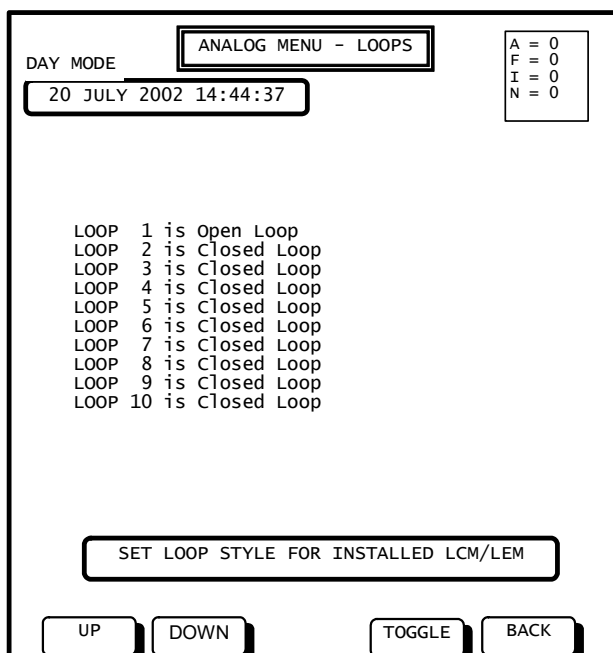 ANALOG MENU - LOOPS
DAY MODE
20 JULY 2002 14:44:37
A = 0
F = 0
I = 0
N = 0
LOOP 1 is Open Loop
LOOP 2 is Closed Loop
LOOP 3 is Closed Loop
LOOP 4 is Closed Loop
LOOP 5 is Closed Loop
LOOP 6 is Closed Loop
LOOP 7 is Closed Loop
LOOP 8 is Closed Loop
LOOP 9 is Closed Loop
LOOP 10 is Closed Loop
SET LOOP STYLE FOR INSTALLED LCM/LEM
UP DOWN TOGGLE BACK